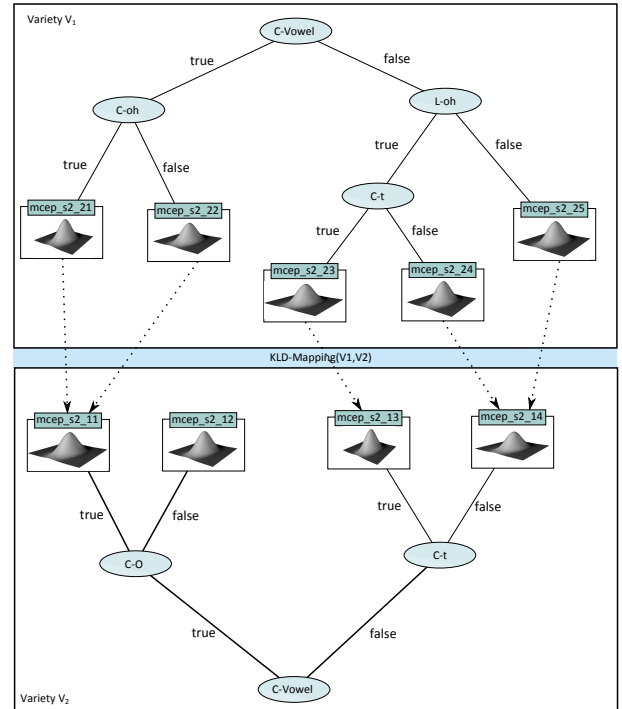 Variety V₁
C-Vowel
true
false
C-oh
L-oh
true
false
true
false
C-t
mcep_s2_21
mcep_s2_22
mcep_s2_25
true
false
mcep_s2_23
mcep_s2_24
KLD-Mapping(V1,V2)
mcep_s2_11
mcep_s2_12
mcep_s2_13
mcep_s2_14
true
false
true
false
C-O
C-t
true
false
C-Vowel
Variety V₂